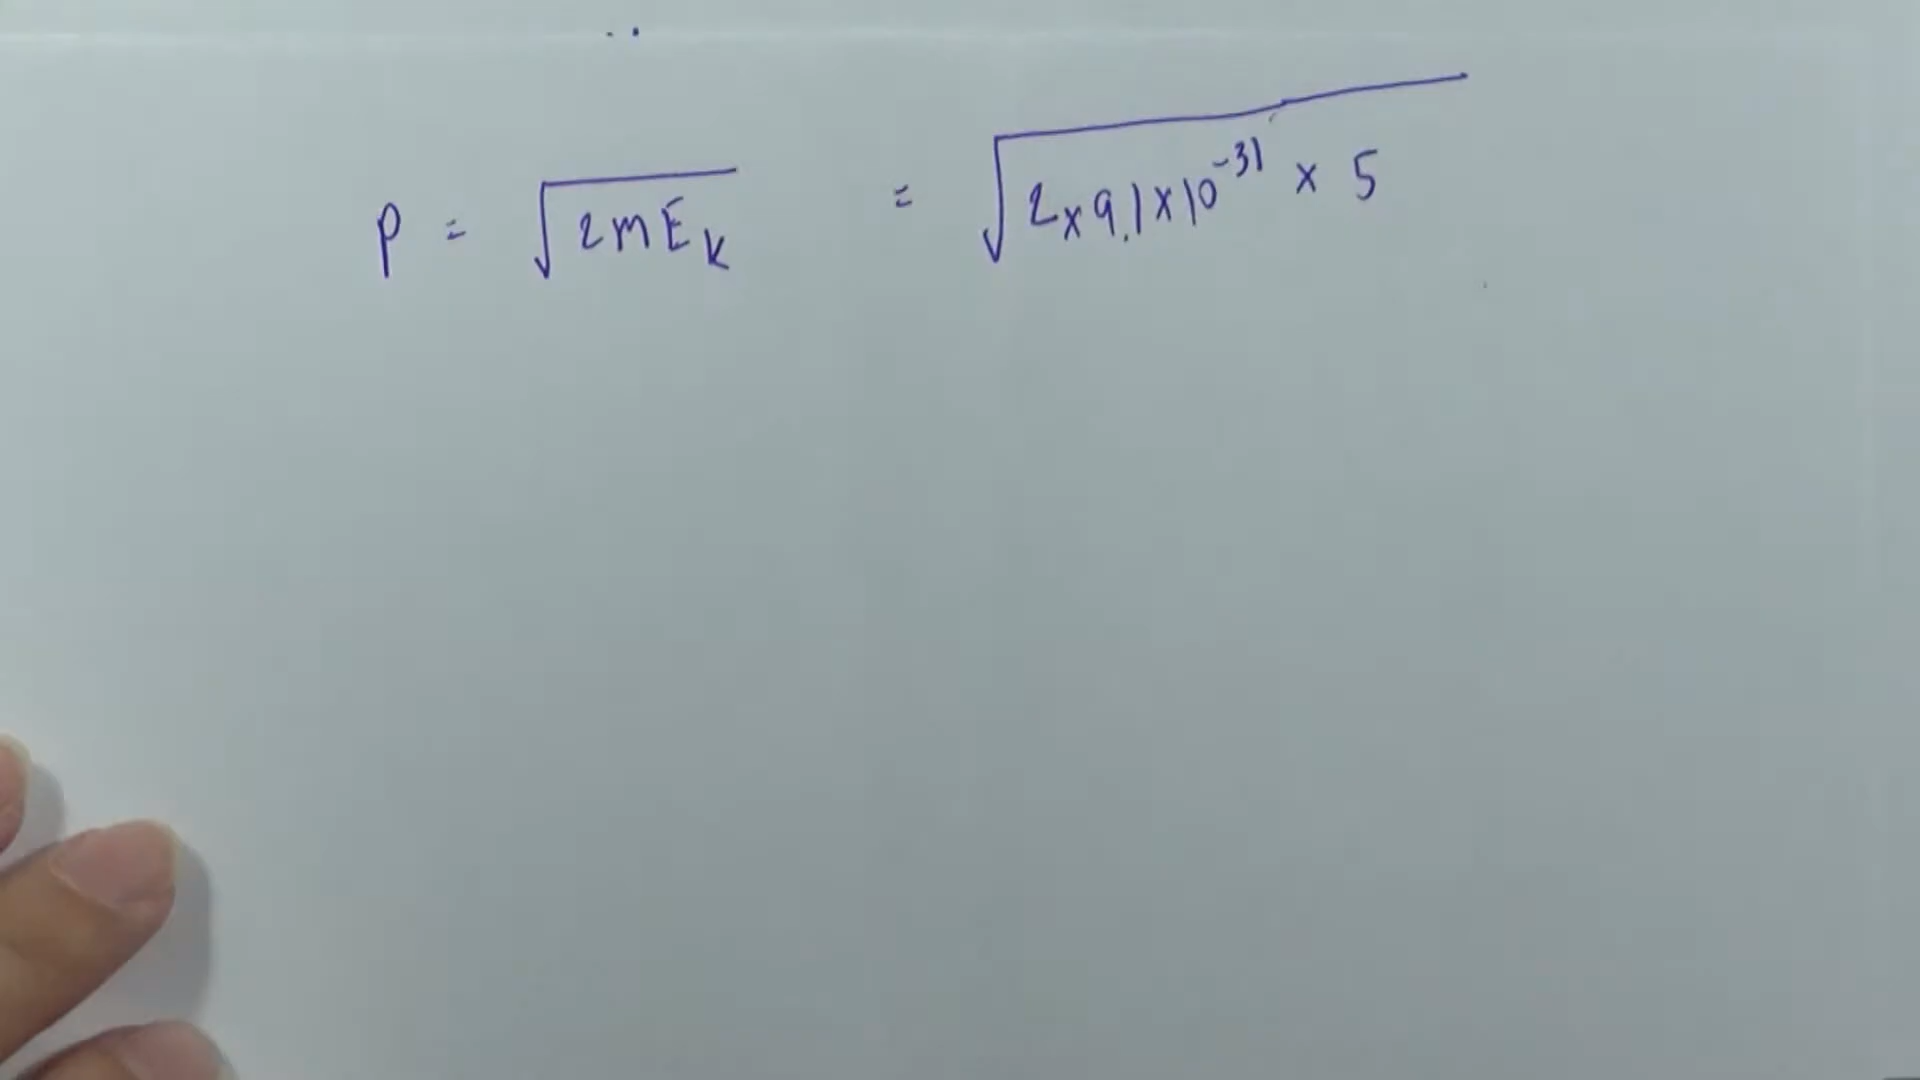 p = √2mEₖ = √2×9.1×10⁻³¹ × 5